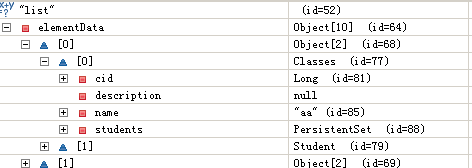 x+y
=? "list" (id=52)
elementData Object[10] (id=64)
[0] Object[2] (id=68)
[0] Classes (id=77)
cid Long (id=81)
description null
name "aa" (id=85)
students PersistentSet (id=88)
[1] Student (id=79)
[1] Object[2] (id=69)